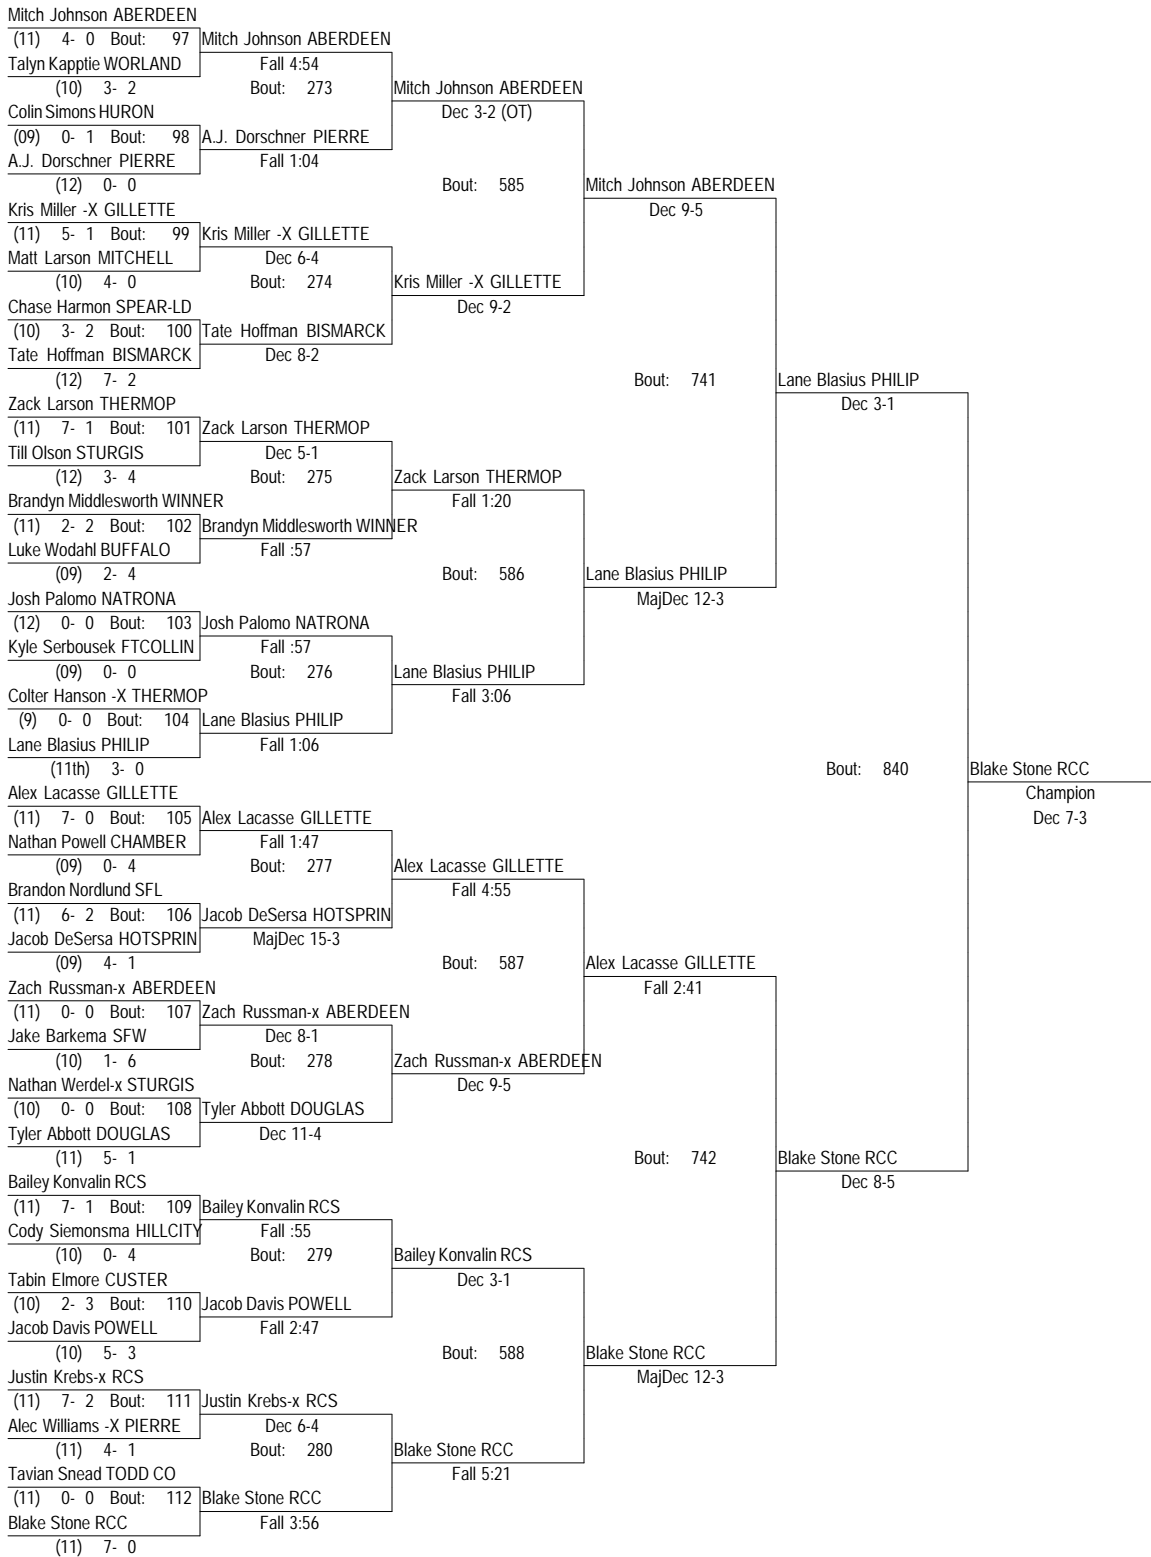 Mitch Johnson ABERDEEN
(11) 4- 0 Bout: 97 Mitch Johnson ABERDEEN
Talyn Kapptie WORLAND Fall 4:54
(10) 3- 2 Bout: 273 Mitch Johnson ABERDEEN
Colin Simons HURON Dec 3-2 (OT)
(09) 0- 1 Bout: 98 A.J. Dorschner PIERRE
A.J. Dorschner PIERRE Fall 1:04
(12) 0- 0 Bout: 585 Mitch Johnson ABERDEEN
Kris Miller -X GILLETTE Dec 9-5
(11) 5- 1 Bout: 99 Kris Miller -X GILLETTE
Matt Larson MITCHELL Dec 6-4
(10) 4- 0 Bout: 274 Kris Miller -X GILLETTE
Chase Harmon SPEAR-LD Dec 9-2
(10) 3- 2 Bout: 100 Tate Hoffman BISMARCK
Tate Hoffman BISMARCK Dec 8-2
(12) 7- 2 Bout: 741 Lane Blasius PHILIP
Zack Larson THERMOP Dec 3-1
(11) 7- 1 Bout: 101 Zack Larson THERMOP
Till Olson STURGIS Dec 5-1
(12) 3- 4 Bout: 275 Zack Larson THERMOP
Brandyn Middlesworth WINNER Fall 1:20
(11) 2- 2 Bout: 102 Brandyn Middlesworth WINNER
Luke Wodahl BUFFALO Fall :57
(09) 2- 4 Bout: 586 Lane Blasius PHILIP
Josh Palomo NATRONA MajDec 12-3
(12) 0- 0 Bout: 103 Josh Palomo NATRONA
Kyle Serbousek FTCOLLIN Fall :57
(09) 0- 0 Bout: 276 Lane Blasius PHILIP
Colter Hanson -X THERMOP Fall 3:06
(9) 0- 0 Bout: 104 Lane Blasius PHILIP
Lane Blasius PHILIP Fall 1:06
(11th) 3- 0 Bout: 840 Blake Stone RCC
Alex Lacasse GILLETTE Champion
(11) 7- 0 Bout: 105 Alex Lacasse GILLETTE Dec 7-3
Nathan Powell CHAMBER Fall 1:47
(09) 0- 4 Bout: 277 Alex Lacasse GILLETTE
Brandon Nordlund SFL Fall 4:55
(11) 6- 2 Bout: 106 Jacob DeSersa HOTSPRIN
Jacob DeSersa HOTSPRIN MajDec 15-3
(09) 4- 1 Bout: 587 Alex Lacasse GILLETTE
Zach Russman-x ABERDEEN Fall 2:41
(11) 0- 0 Bout: 107 Zach Russman-x ABERDEEN
Jake Barkema SFW Dec 8-1
(10) 1- 6 Bout: 278 Zach Russman-x ABERDEEN
Nathan Werdel-x STURGIS Dec 9-5
(10) 0- 0 Bout: 108 Tyler Abbott DOUGLAS
Tyler Abbott DOUGLAS Dec 11-4
(11) 5- 1 Bout: 742 Blake Stone RCC
Bailey Konvalin RCS Dec 8-5
(11) 7- 1 Bout: 109 Bailey Konvalin RCS
Cody Siemonsma HILLCITY Fall :55
(10) 0- 4 Bout: 279 Bailey Konvalin RCS
Tabin Elmore CUSTER Dec 3-1
(10) 2- 3 Bout: 110 Jacob Davis POWELL
Jacob Davis POWELL Fall 2:47
(10) 5- 3 Bout: 588 Blake Stone RCC
Justin Krebs-x RCS MajDec 12-3
(11) 7- 2 Bout: 111 Justin Krebs-x RCS
Alec Williams -X PIERRE Dec 6-4
(11) 4- 1 Bout: 280 Blake Stone RCC
Tavian Snead TODD CO Fall 5:21
(11) 0- 0 Bout: 112 Blake Stone RCC
Blake Stone RCC Fall 3:56
(11) 7- 0